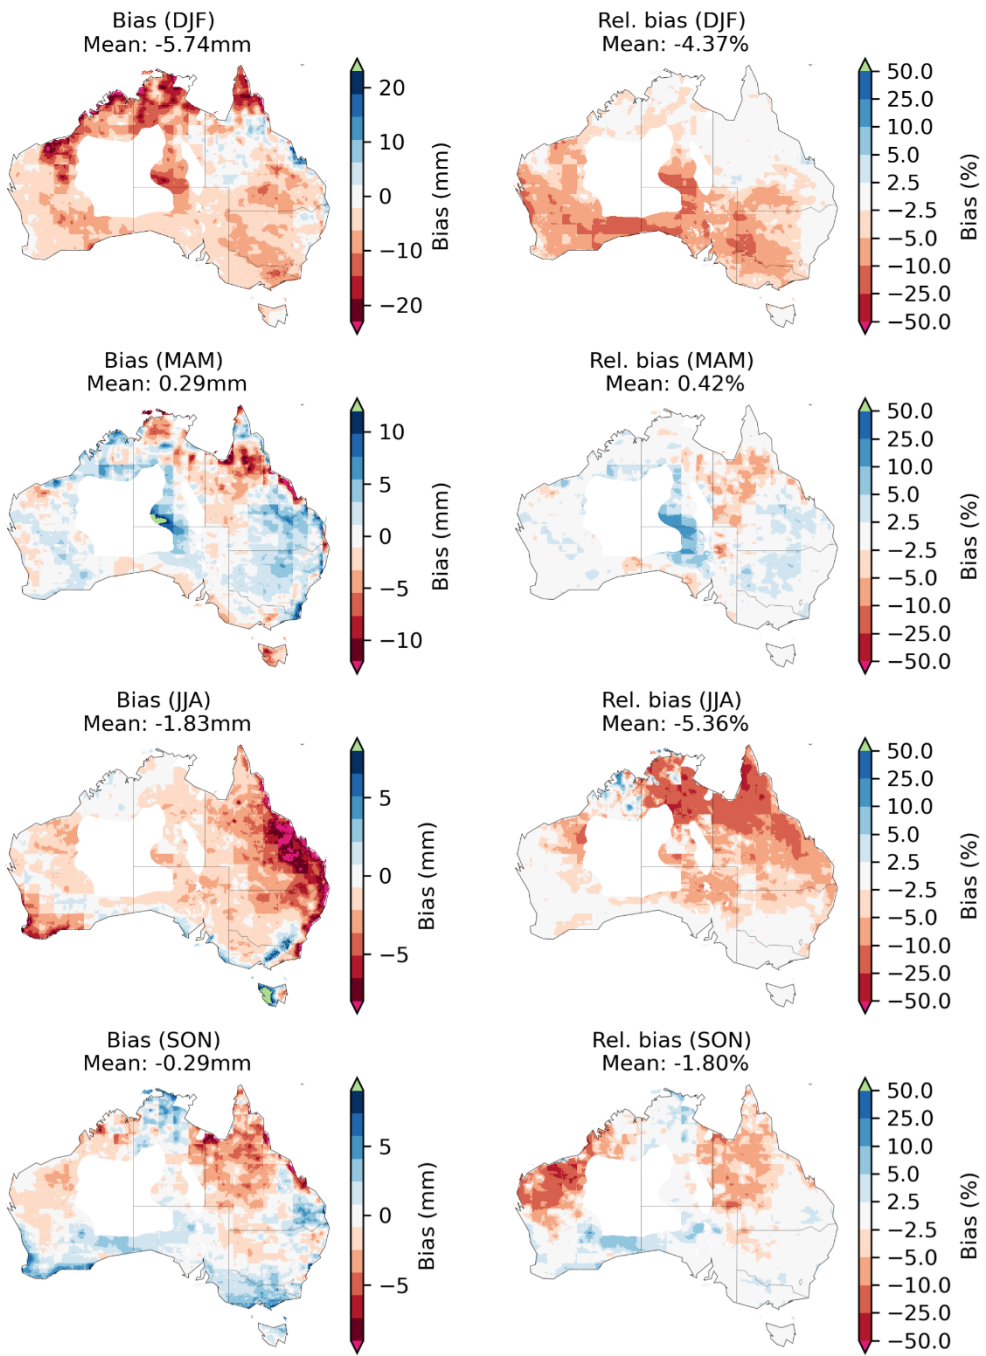 Bias (DJF)
Mean: -5.74mm
20
10
0
−10
−20
Bias (mm)
Rel. bias (DJF)
Mean: -4.37%
50.0
25.0
10.0
5.0
2.5
−2.5
−5.0
−10.0
−25.0
−50.0
Bias (%)
Bias (MAM)
Mean: 0.29mm
10
5
0
−5
−10
Bias (mm)
Rel. bias (MAM)
Mean: 0.42%
50.0
25.0
10.0
5.0
2.5
−2.5
−5.0
−10.0
−25.0
−50.0
Bias (%)
Bias (JJA)
Mean: -1.83mm
5
0
−5
Bias (mm)
Rel. bias (JJA)
Mean: -5.36%
50.0
25.0
10.0
5.0
2.5
−2.5
−5.0
−10.0
−25.0
−50.0
Bias (%)
Bias (SON)
Mean: -0.29mm
5
0
−5
Bias (mm)
Rel. bias (SON)
Mean: -1.80%
50.0
25.0
10.0
5.0
2.5
−2.5
−5.0
−10.0
−25.0
−50.0
Bias (%)